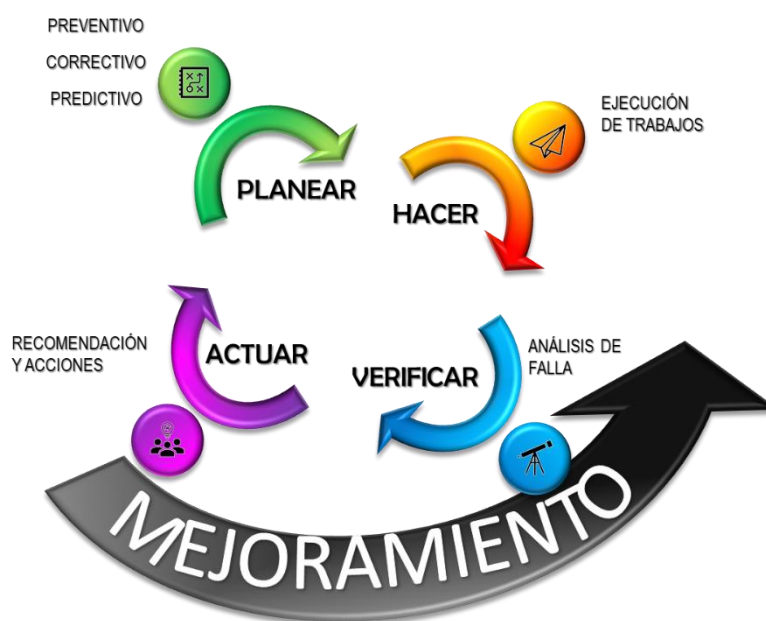 PREVENTIVO
CORRECTIVO
PREDICTIVO
PLANEAR
EJECUCIÓN
DE TRABAJOS
HACER
RECOMENDACIÓN
Y ACCIONES
ACTUAR
VERIFICAR
ANÁLISIS DE
FALLA
MEJORAMIENTO